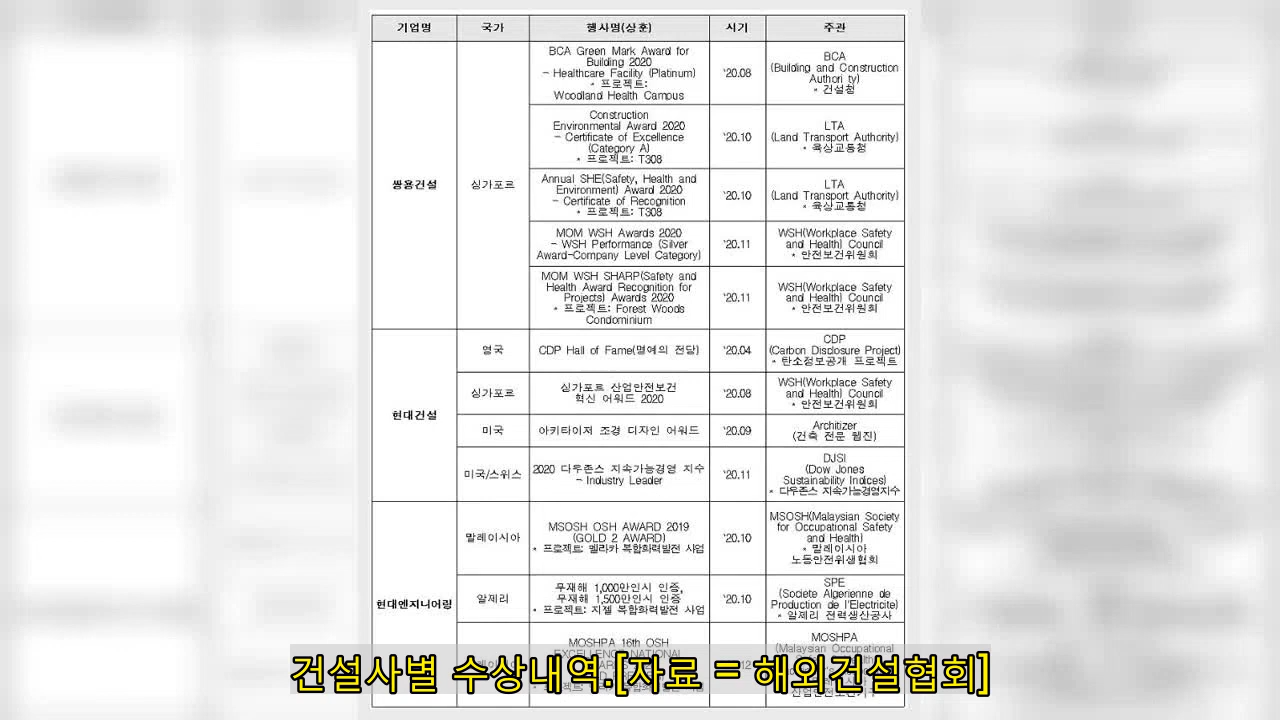 기업명 국가 행사명(상훈) 시기 주관
쌍용건설
싱가포르
BCA Green Mark Award for
Building 2020
- Healthcare Facility (Platinum)
* 프로젝트:
Woodland Health Campus
'20.08
BCA
(Building and Construction
Authori ty)
* 건설청
Construction
Environmental Award 2020
- Certificate of Excellence
(Category A)
* 프로젝트: T308
'20.10
LTA
(Land Transport Authority)
* 육상교통청
Annual SHE(Safety, Health and
Environment) Award 2020
- Certificate of Recognition
* 프로젝트: T308
'20.10
LTA
(Land Transport Authority)
* 육상교통청
MOM WSH Awards 2020
- WSH Performance (Silver
Award-Company Level Category)
'20.11
WSH(Workplace Safety
and Health) Council
* 안전보건위원회
MOM WSH SHARP(Safety and
Health Award Recognition for
Projects) Awards 2020
* 프로젝트: Forest Woods
Condominium
'20.11
WSH(Workplace Safety
and Health) Council
* 안전보건위원회
현대건설
영국
CDP Hall of Fame(명예의 전당)
'20.04
CDP
(Carbon Disclosure Project)
* 탄소정보공개 프로젝트
싱가포르
싱가포르 산업안전보건
혁신 어워드 2020
'20.08
WSH(Workplace Safety
and Health) Council
* 안전보건위원회
미국
아키타이저 조경 디자인 어워드
'20.09
Architizer
(건축 전문 웹진)
미국/스위스
2020 다우존스 지속가능경영 지수
- Industry Leader
'20.11
DJSI
(Dow Jones
Sustainability Indices)
* 다우존스 지속가능경영지수
현대엔지니어링
말레이시아
MSOSH OSH AWARD 2019
(GOLD 2 AWARD)
* 프로젝트: 멜라카 복합화력발전 사업
'20.10
MSOSH(Malaysian Society
for Occupational Safety
and Health)
* 말레이시아
노동안전위생협회
알제리
무재해 1,000만인시 인증,
무재해 1,500만인시 인증
* 프로젝트: 지젤 복합화력발전 사업
'20.10
SPE
(Societe Algerienne de
Production de l'Electricite)
* 알제리 전력생산공사
MOSHPA 16th OSH
MOSHPA
(Malaysian Occupational
건설사별 수상내역.[자료 = 해외건설협회]